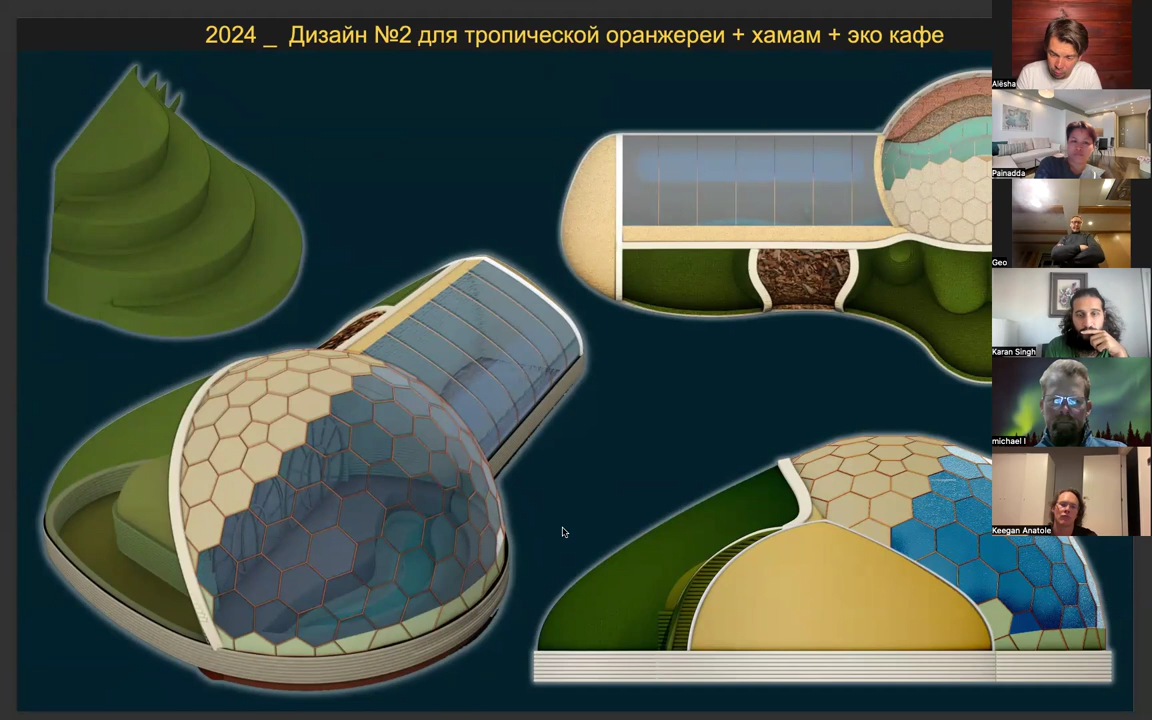 2024 _ Дизайн №2 для тропической оранжереи + хамам + эко кафе
Alёsha
Painadda
Geo
Karan Singh
michael I
Keegan Anatole